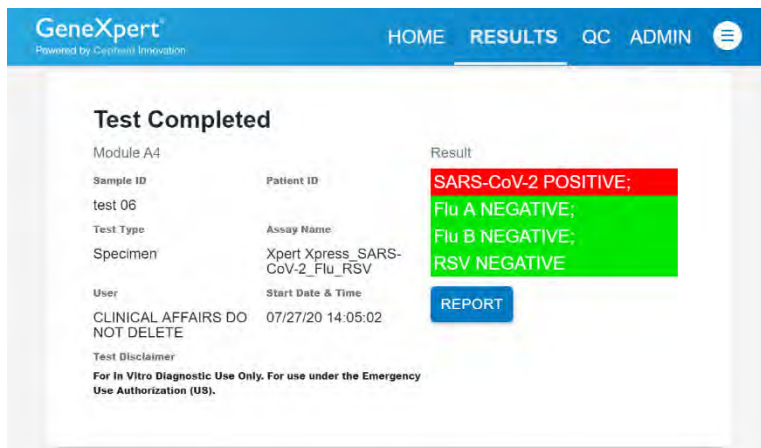 GeneXpert®
Powered by Cepheid Innovation
HOME RESULTS QC ADMIN
Test Completed
Module A4
Sample ID
Patient ID
test 06
Test Type
Assay Name
Specimen
Xpert Xpress_SARS-
CoV-2_Flu_RSV
User
Start Date & Time
CLINICAL AFFAIRS DO
NOT DELETE
07/27/20 14:05:02
Test Disclaimer
For In Vitro Diagnostic Use Only. For use under the Emergency
Use Authorization (US).
Result
SARS-CoV-2 POSITIVE;
Flu A NEGATIVE;
Flu B NEGATIVE;
RSV NEGATIVE
REPORT